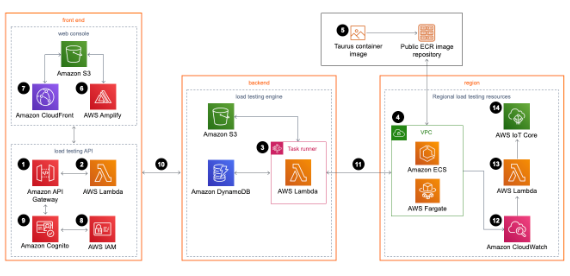 front end
web console
Amazon S3
7
6
Amazon CloudFront
AWS Amplify
load testing API
1
2
Amazon API
Gateway
AWS Lambda
9
8
Amazon Cognito
AWS IAM
10
backend
load testing engine
Amazon S3
3
Task runner
Amazon DynamoDB
AWS Lambda
11
5
Taurus container
image
Public ECR image
repository
region
Regional load testing resources
4
VPC
Amazon ECS
AWS Fargate
14
AWS IoT Core
13
AWS Lambda
12
Amazon CloudWatch